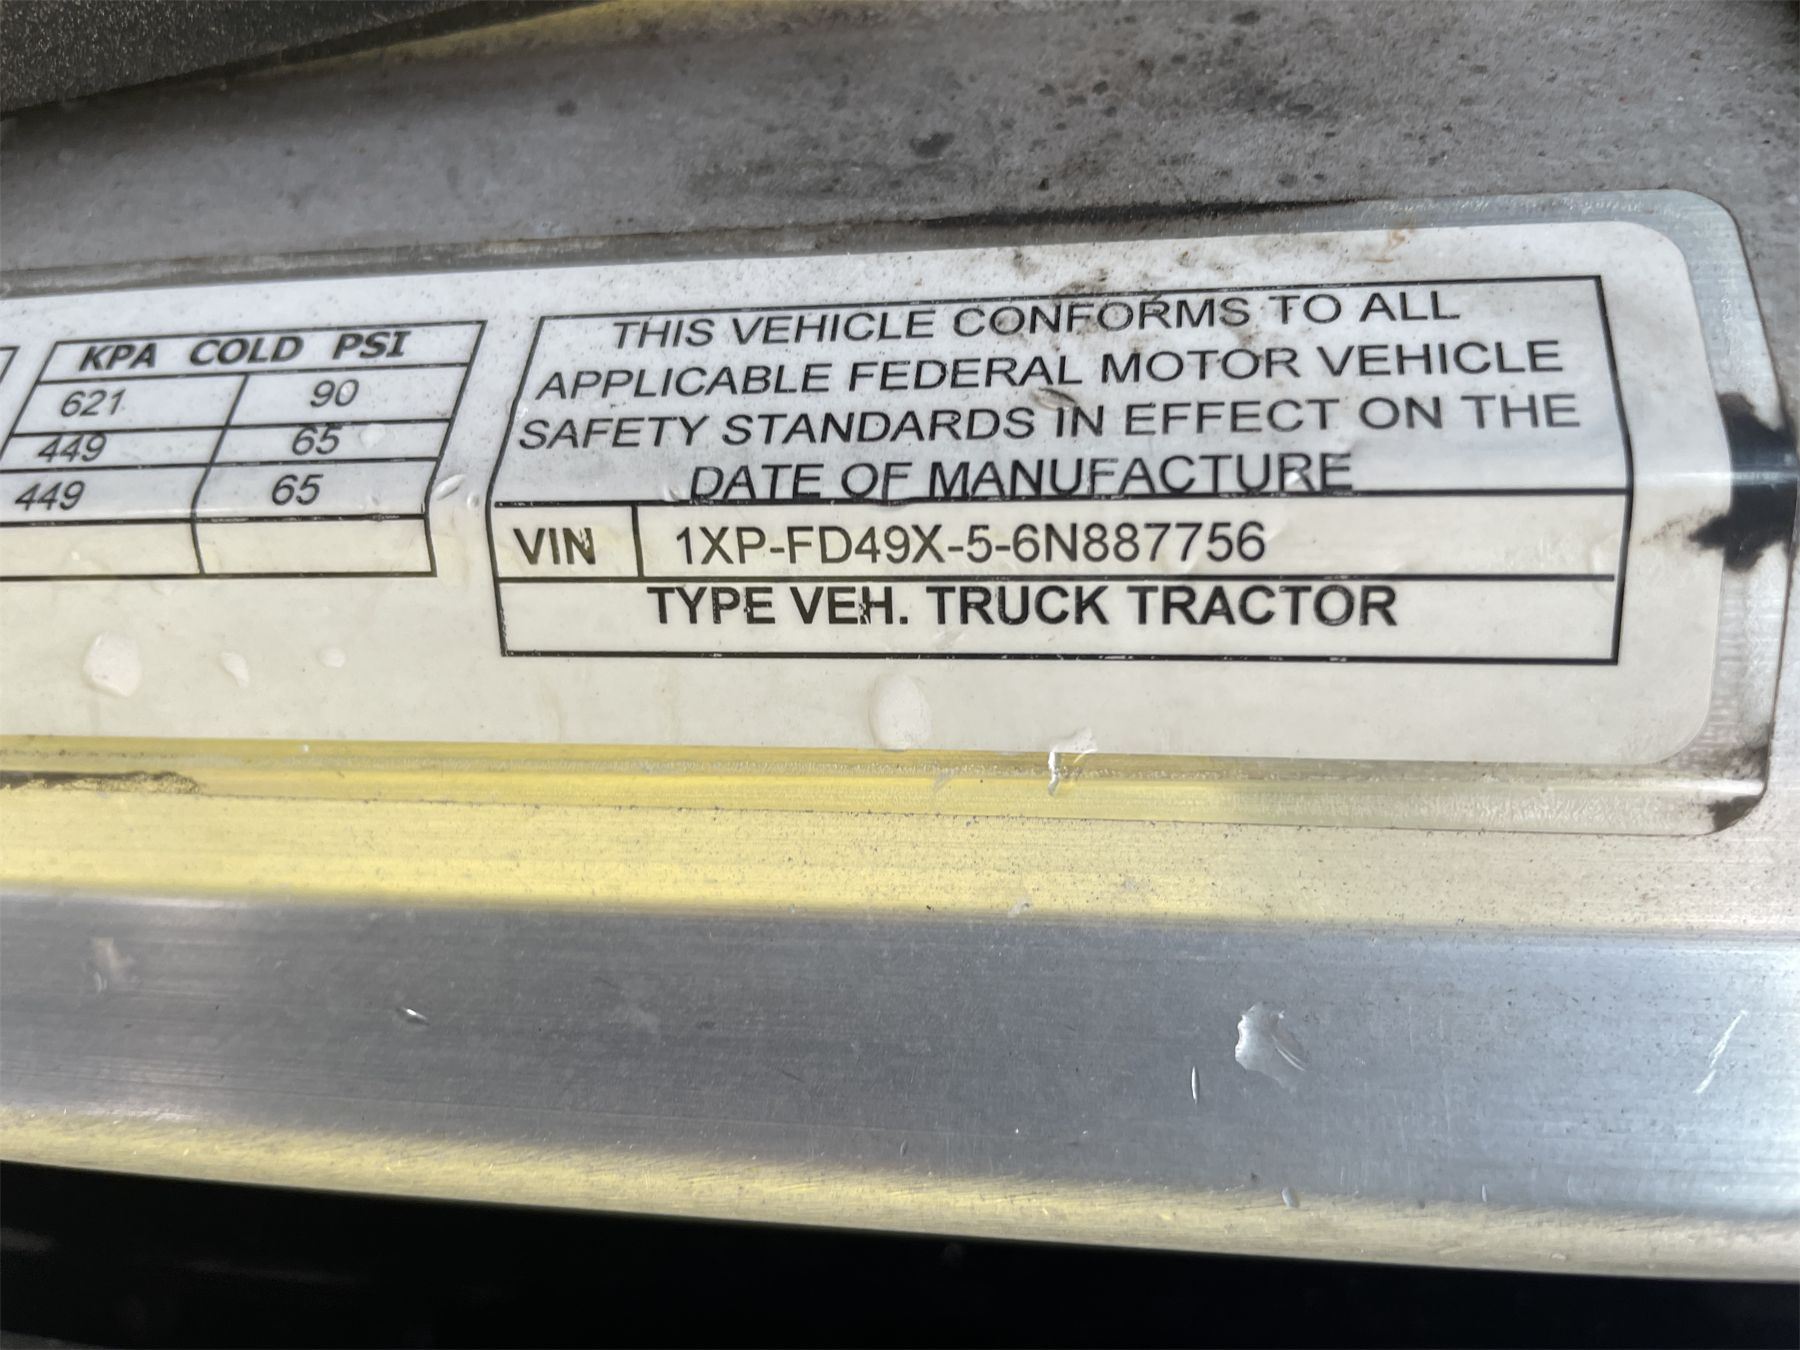 KPA COLD PSI
621 90
449 65
449 65
THIS VEHICLE CONFORMS TO ALL
APPLICABLE FEDERAL MOTOR VEHICLE
SAFETY STANDARDS IN EFFECT ON THE
DATE OF MANUFACTURE
VIN 1XP-FD49X-5-6N887756
TYPE VEH. TRUCK TRACTOR